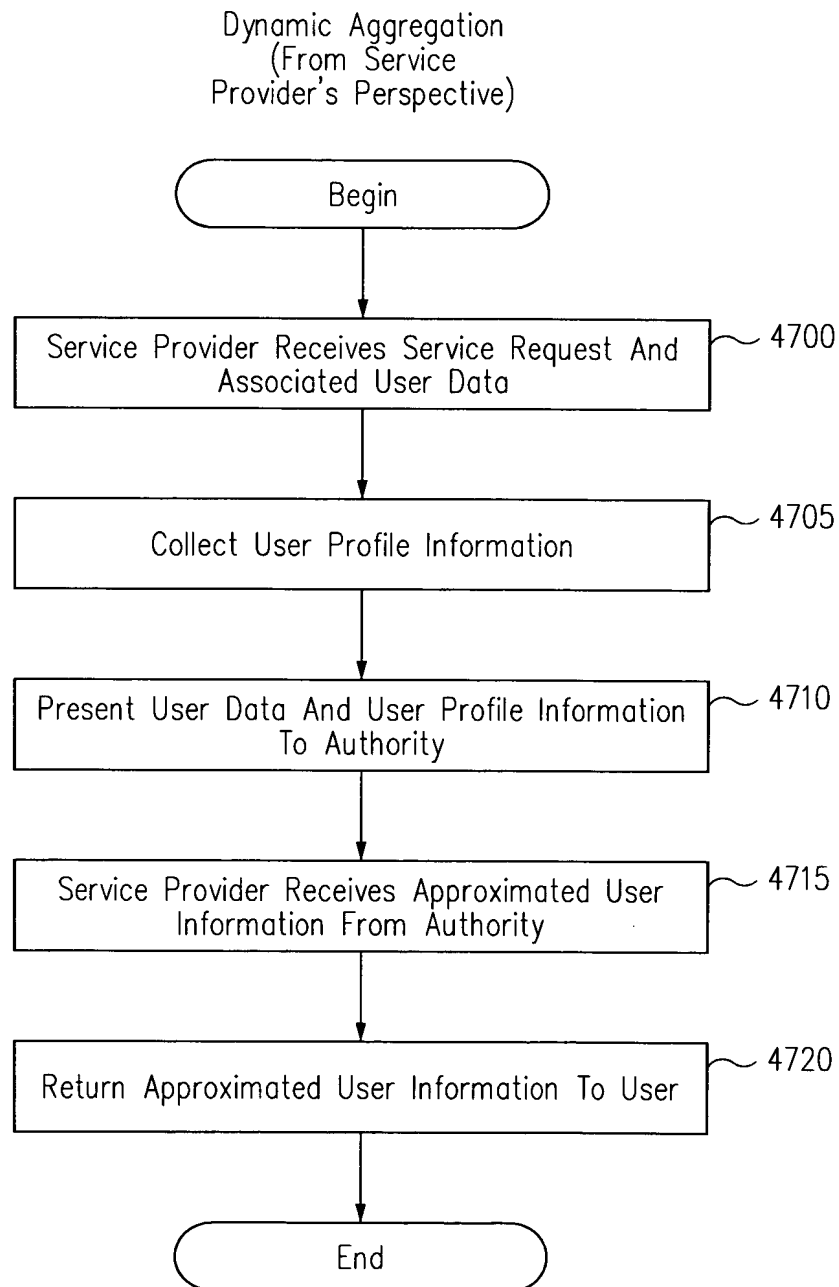 Dynamic Aggregation
(From Service
Provider's Perspective)
Begin
Service Provider Receives Service Request And
Associated User Data
4700
Collect User Profile Information
4705
Present User Data And User Profile Information
To Authority
4710
Service Provider Receives Approximated User
Information From Authority
4715
Return Approximated User Information To User
4720
End